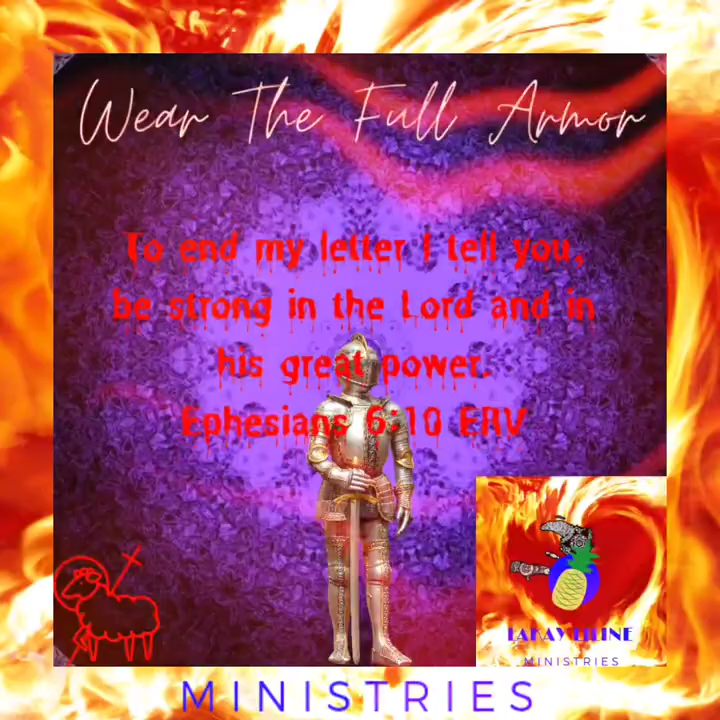 Wear The Full Armor
To end my letter I tell you,
be strong in the Lord and in
his great power.
Ephesians 6:10 ERV
MINISTRIES
MINISTRIES